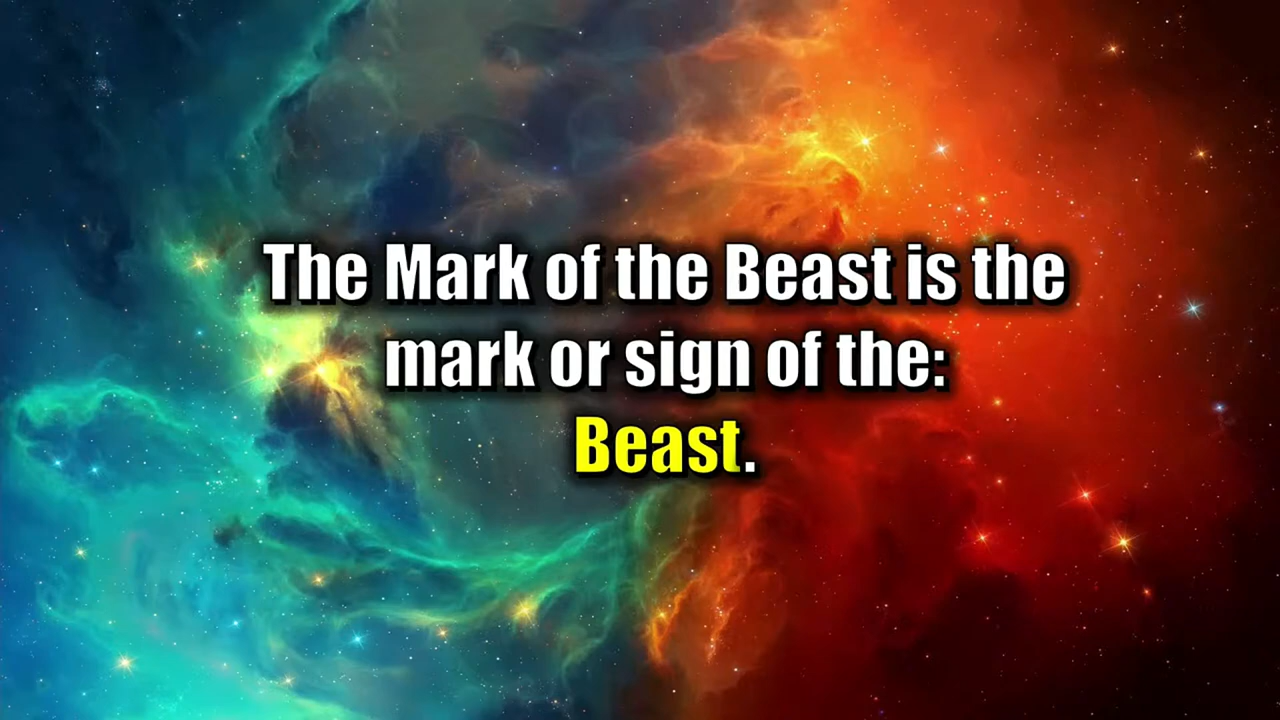 The Mark of the Beast is the
mark or sign of the:
Beast.